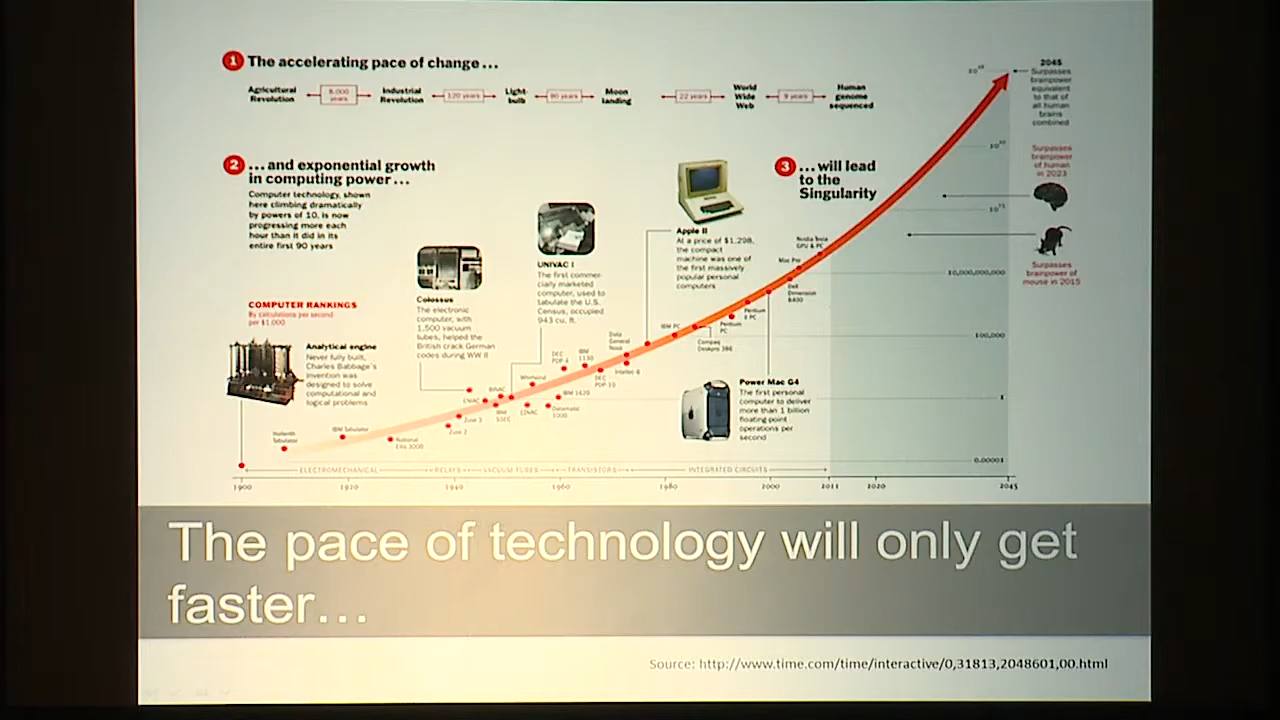 1 The accelerating pace of change ...
Agricultural
Revolution
8,000
years
Industrial
Revolution
120 years
Light-
bulb
90 years
Moon
landing
22 years
World
Wide
Web
9 years
Human
genome
sequenced
2 ...and exponential growth
in computing power...
Computer technology, shown
here climbing dramatically
by powers of 10, is now
progressing more each
hour than it did in its
entire first 90 years
COMPUTER RANKINGS
By calculations per second
per $1,000
Analytical engine
Never fully built,
Charles Babbage's
invention was
designed to solve
computational and
logical problems
Colossus
The electronic
computer, with
1,500 vacuum
tubes, helped the
British crack German
codes during WW II
UNIVAC I
The first commer-
cially marketed
computer, used to
tabulate the U.S.
Census, occupied
943 cu. ft.
Apple II
At a price of $1,298,
the compact
machine was one of
the first massively
popular personal
computers
3 ...will lead
to the
Singularity
Power Mac G4
The first personal
computer to deliver
more than 1 billion
floating-point
operations per
second
2045
Surpasses
brainpower
equivalent
to that of
all human
brains
combined
Surpasses
brainpower
of human
in 2023
Surpasses
brainpower of
mouse in 2015
10,000,000,000
100,000
1
0.00001
Hollerith
Tabulator
IBM Tabulator
National
Ellis 3000
Zuse 2
Zuse 3
ENIAC
BINAC
IBM
SSEC
Whirlwind
EDVAC
DEC
PDP-4
IBM
1130
IBM 1620
Datamatic
1000
DEC
PDP-10
Data
General
Nova
Intellec-8
IBM PC
Compaq
Deskpro 386
Pentium
PC
Pentium
II PC
Dell
Dimension
8400
Mac Pro
Nvidia Tesla
GPU & PC
ELECTROMECHANICAL
RELAYS
VACUUM TUBES
TRANSISTORS
INTEGRATED CIRCUITS
1900
1920
1940
1960
1980
2000
2011
2020
2045
The pace of technology will only get
faster...
Source: http://www.time.com/time/interactive/0,31813,2048601,00.html